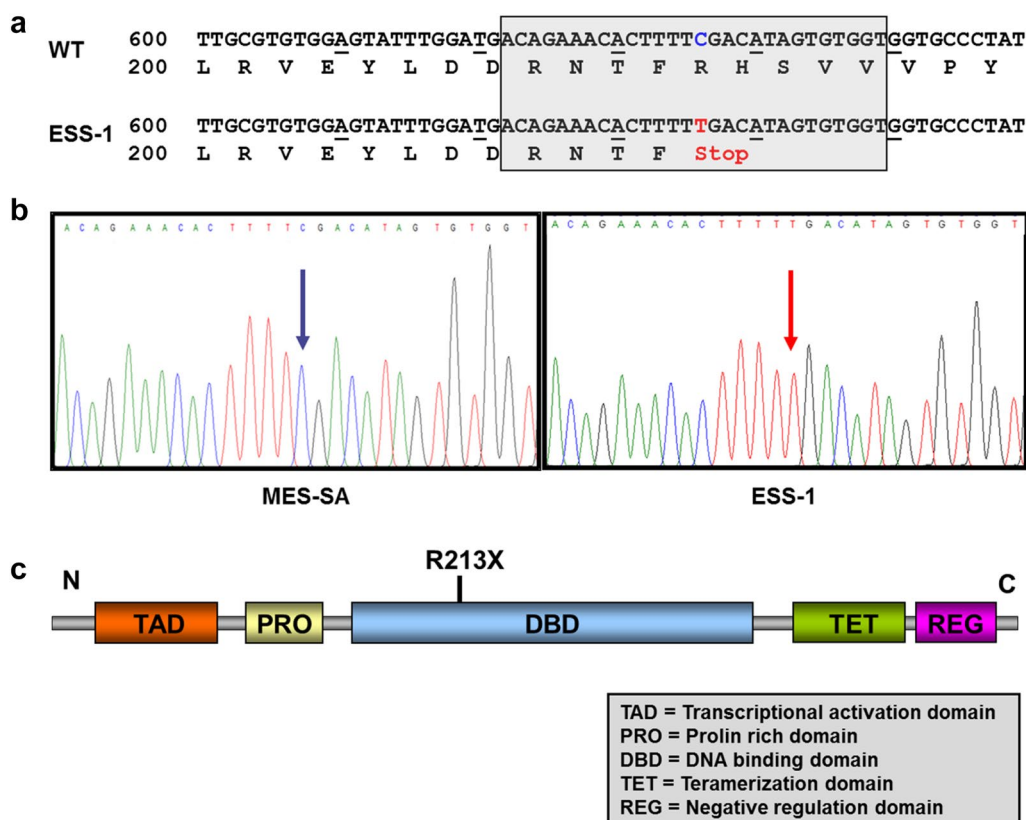 a
WT 600 TTGCGTGTGGAGTATTTGGATGACAGAAACACTTTTCGACATAGTGTGGTGGTGCCCTAT
200 L R V E Y L D D R N T F R H S V V V P Y
ESS-1 600 TTGCGTGTGGAGTATTTGGATGACAGAAACACTTTTTGACATAGTGTGGTGGTGCCCTAT
200 L R V E Y L D D R N T F Stop
b
A C A G A A A C A C T T T T C G A C A T A G T G T G G T
A C A G A A A C A C T T T T T G A C A T A G T G T G G T
MES-SA
ESS-1
c
R213X
N
C
TAD PRO DBD TET REG
TAD = Transcriptional activation domain
PRO = Prolin rich domain
DBD = DNA binding domain
TET = Teramerization domain
REG = Negative regulation domain